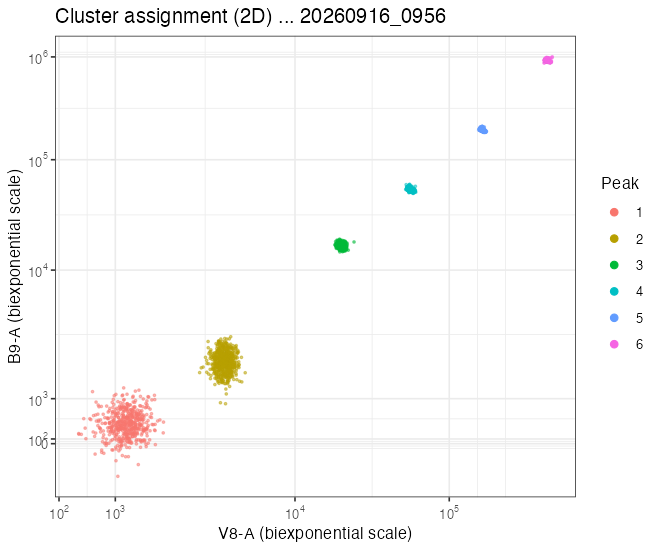 Cluster assignment (2D) ... 20260916_0956
10⁶
10⁵
10⁴
10³
10²
0
B9-A (biexponential scale)
10² 10³ 10⁴ 10⁵
V8-A (biexponential scale)
Peak
1
2
3
4
5
6